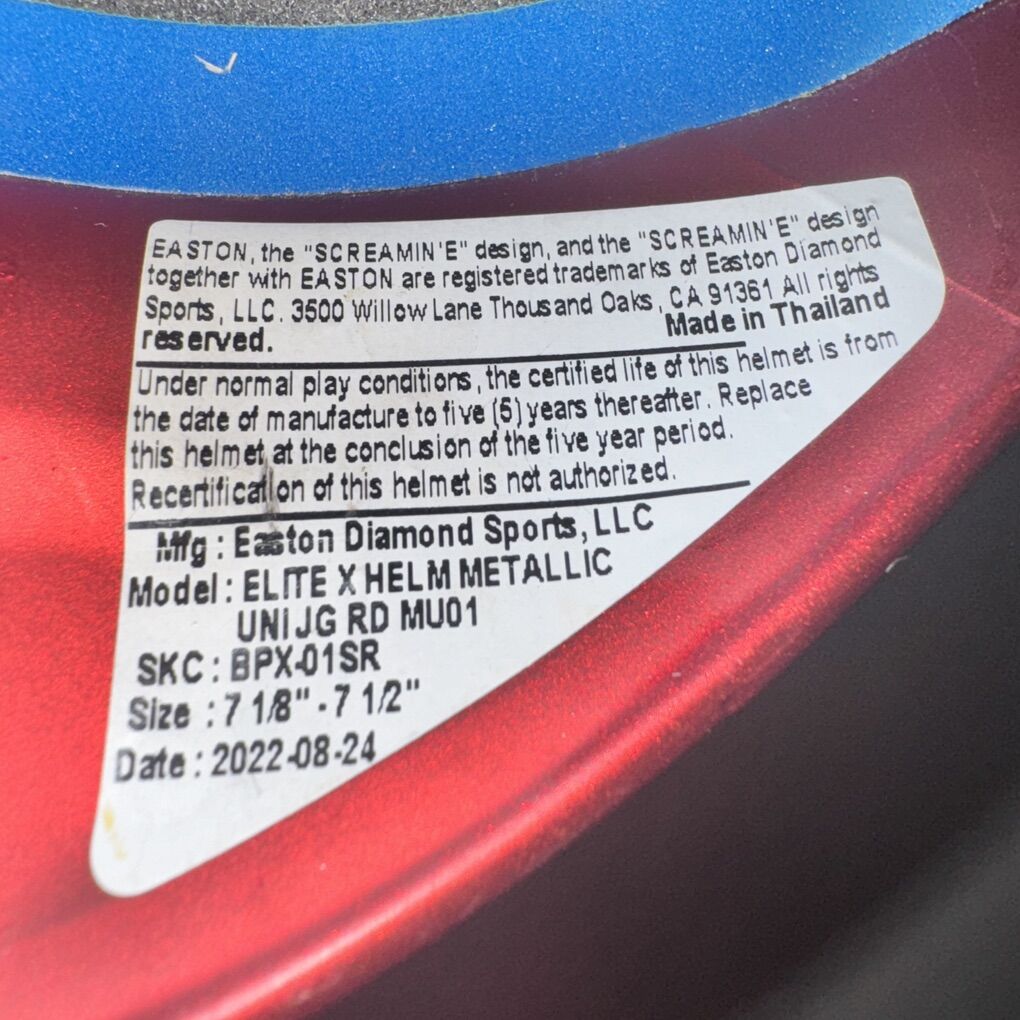 EASTON, the "SCREAMIN'E" design, and the "SCREAMIN'E" design
together with EASTON are registered trademarks of Easton Diamond
Sports, LLC. 3500 Willow Lane Thousand Oaks, CA 91361 All rights
reserved. Made in Thailand
Under normal play conditions, the certified life of this helmet is from
the date of manufacture to five (5) years thereafter. Replace
this helmet at the conclusion of the five year period.
Recertification of this helmet is not authorized.
Mfg : Easton Diamond Sports, LLC
Model : ELITE X HELM METALLIC
UNI JG RD MU01
SKC : BPX-01SR
Size : 7 1/8" - 7 1/2"
Date : 2022-08-24